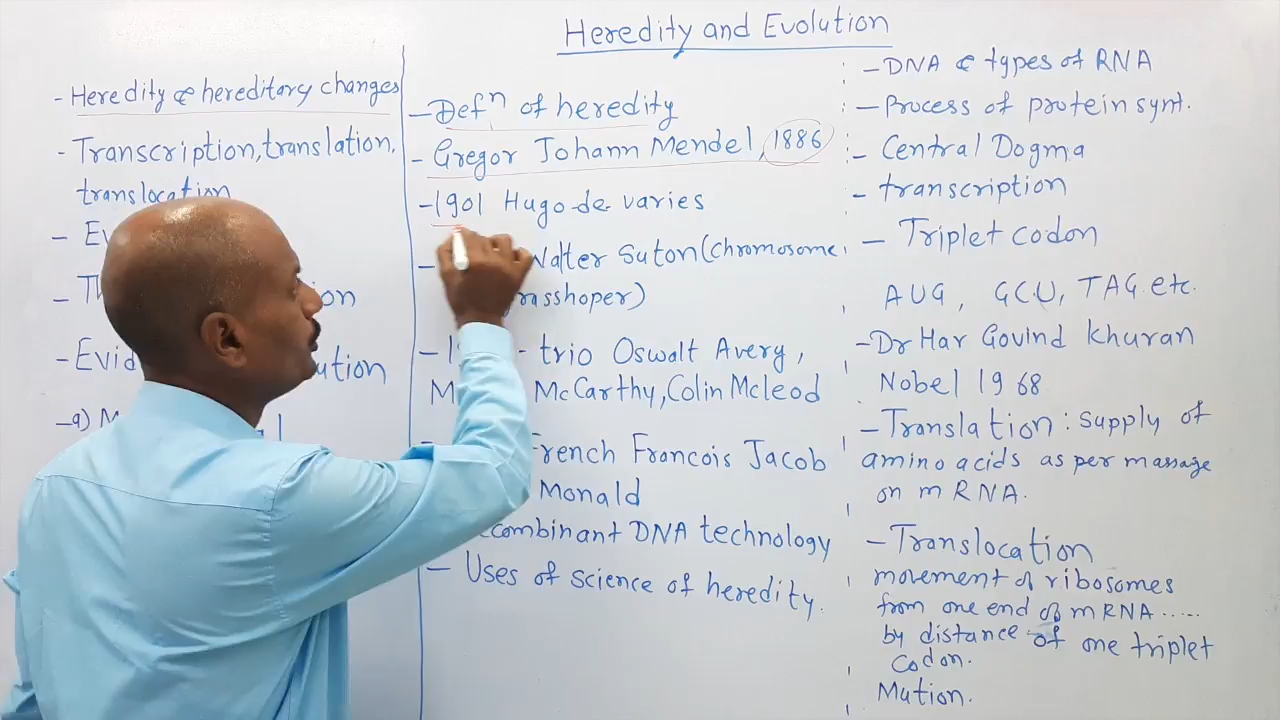 Heredity and Evolution
- Heredity & hereditary changes
- Transcription, translation,
translocation
- Ev
- Th
- Evid
- a) M
- Defⁿ of heredity
- Gregor Johann Mendel, 1886
- 1901 Hugo-de-varies
- Walter Suton (Chromosome,
rasshoper)
- trio Oswalt Avery,
McCarthy, Colin Mcleod
French Francois Jacob
Monald
combinant DNA technology
- Uses of science of heredity.
- DNA & types of RNA
- Process of protein synt.
- Central Dogma
- transcription
- Triplet codon
AUG, GCU, TAG etc.
- Dr Har Govind Khuran
Nobel 1968
- Translation : supply of
amino acids as per massage
on mRNA.
- Translocation
movement of ribosomes
from one end of mRNA.....
by distance of one triplet
codon.
Mution.